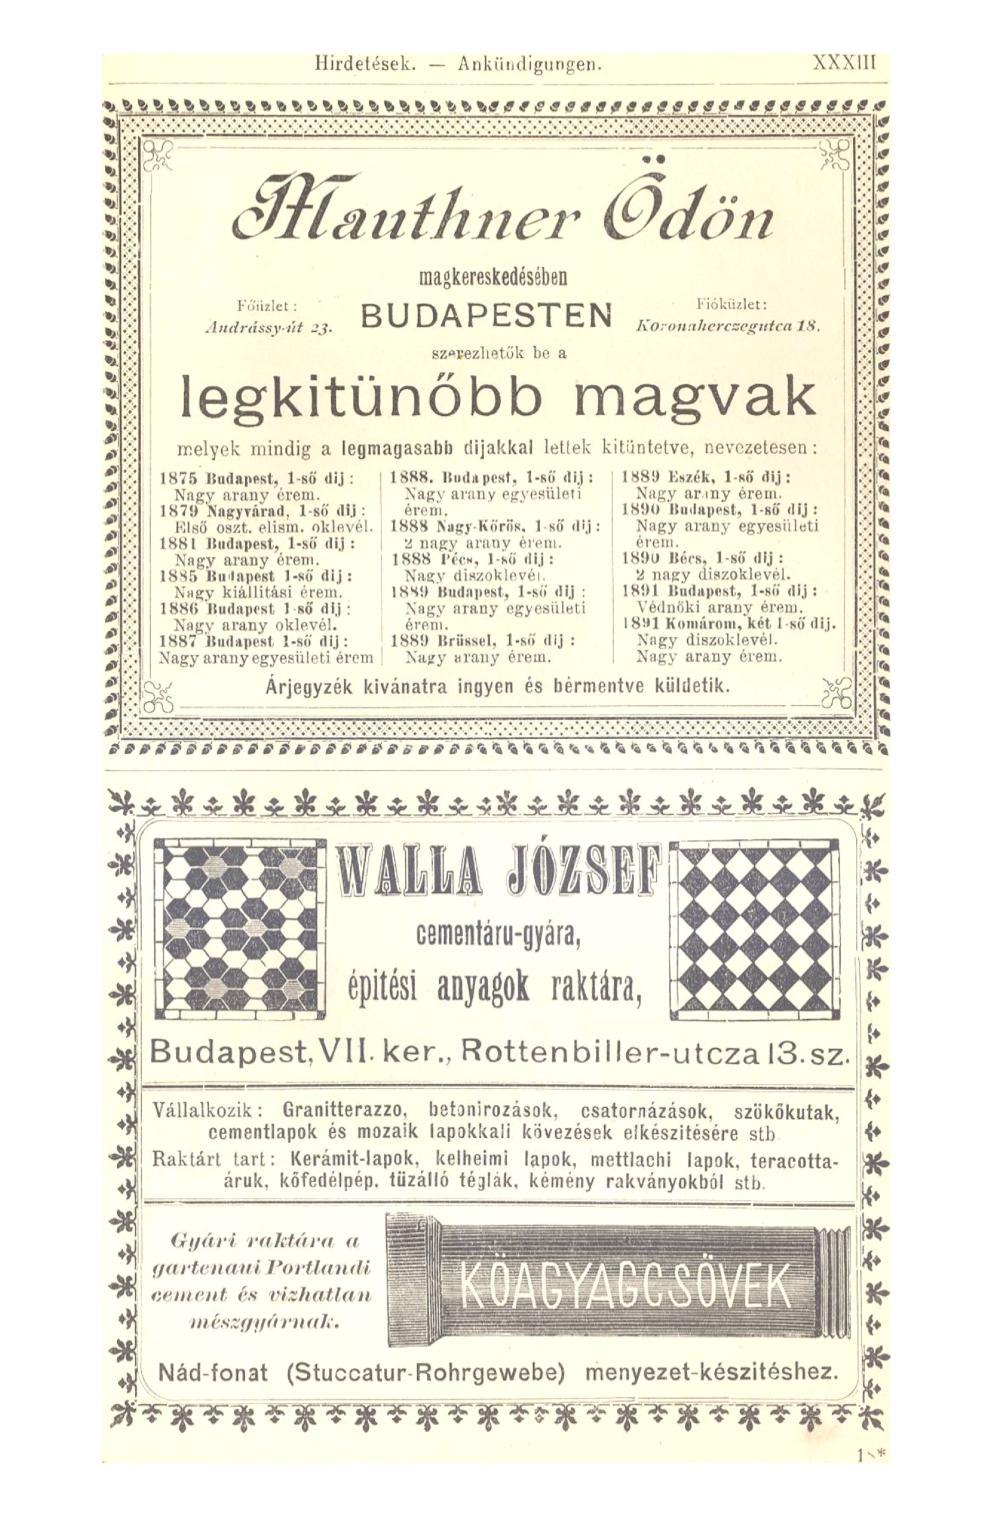 Hirdetések. — Ankündigungen. XXXIII
Mauthner Ödön
magkereskedésében
Főüzlet:
Andrássy-út 23.
BUDAPESTEN
Fióküzlet:
Koronaherczegutca 18.
szerezhetők be a
legkitünőbb magvak
melyek mindig a legmagasabb dijakkal lettek kitüntetve, nevezetesen:
1875 Budapest, 1-ső dij:
Nagy arany érem.
1879 Nagyvárad, 1-ső dij:
Első oszt. elism. oklevél.
1881 Budapest, 1-ső dij:
Nagy arany érem.
1885 Budapest 1-ső dij:
Nagy kiállitási érem.
1886 Budapest 1 ső dij:
Nagy arany oklevél.
1887 Budapest 1-ső dij:
Nagy arany egyesületi érem
1888. Budapest, 1-ső dij:
Nagy arany egyesületi
érem.
1888 Nagy-Kőrös, 1 ső dij:
2 nagy arany érem.
1888 Pécs, 1-ső dij:
Nagy diszoklevél.
1889 Budapest, 1-ső dij:
Nagy arany egyesületi
érem.
1889 Brüssel, 1-ső dij:
Nagy arany érem.
1889 Eszék, 1-ső dij:
Nagy arany érem.
1890 Budapest, 1-ső dij:
Nagy arany egyesületi
érem.
1890 Bécs, 1-ső dij:
2 nagy diszoklevél.
1891 Budapest, 1-ső dij:
Védnöki arany érem.
1891 Komárom, két 1-ső dij.
Nagy diszoklevél.
Nagy arany érem.
Árjegyzék kivánatra ingyen és bérmentve küldetik.
WALLA JÓZSEF
cementáru-gyára,
épitési anyagok raktára,
Budapest, VII. ker., Rottenbiller-utcza 13. sz.
Vállalkozik: Granitterazzo, betonirozások, csatornázások, szökőkutak,
cementlapok és mozaik lapokkali kövezések elkészitésére stb
Raktárt tart: Kerámit-lapok, kelheimi lapok, mettlachi lapok, teracotta-
áruk, kőfedélpép, tüzálló téglák, kémény rakványokból stb.
Gyári raktára a
gartenaui Portlandi
cement és vizhatlan
mészgyárnak.
KŐAGYAGCSÖVEK
Nád-fonat (Stuccatur-Rohrgewebe) menyezet-készitéshez.